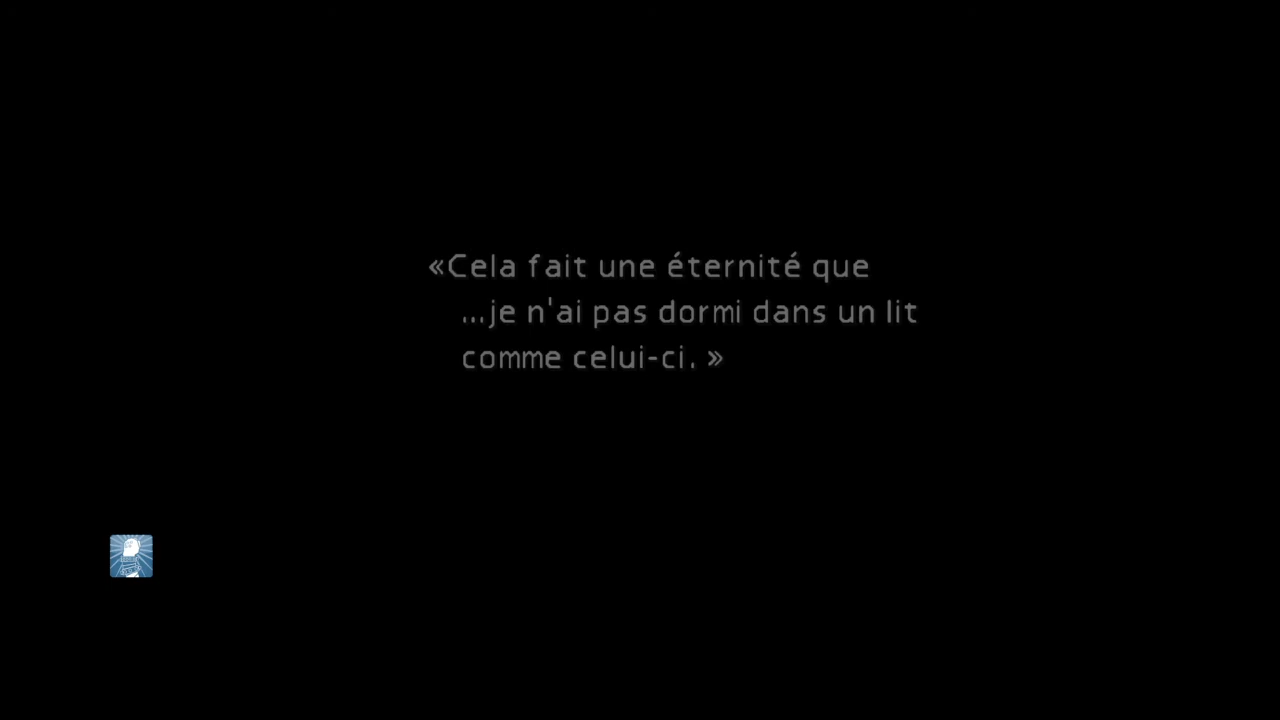 «Cela fait une éternité que
...je n'ai pas dormi dans un lit
comme celui-ci. »